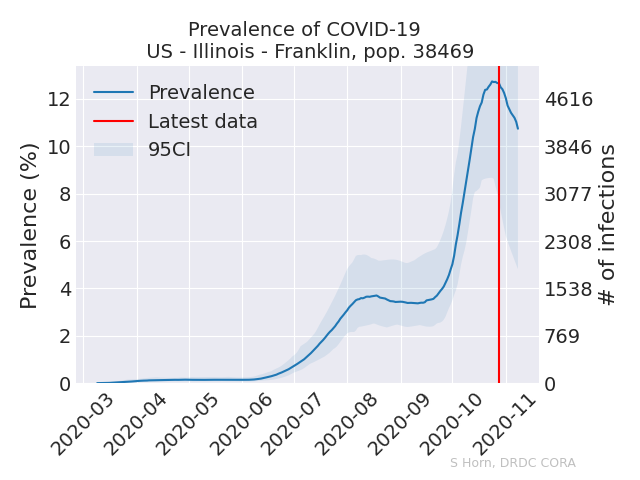 Prevalence of COVID-19
US - Illinois - Franklin, pop. 38469
Prevalence
Latest data
95CI
Prevalence (%)
12
10
8
6
4
2
0
4616
3846
3077
2308
1538
769
0
# of infections
2020-03
2020-04
2020-05
2020-06
2020-07
2020-08
2020-09
2020-10
2020-11
S Horn, DRDC CORA